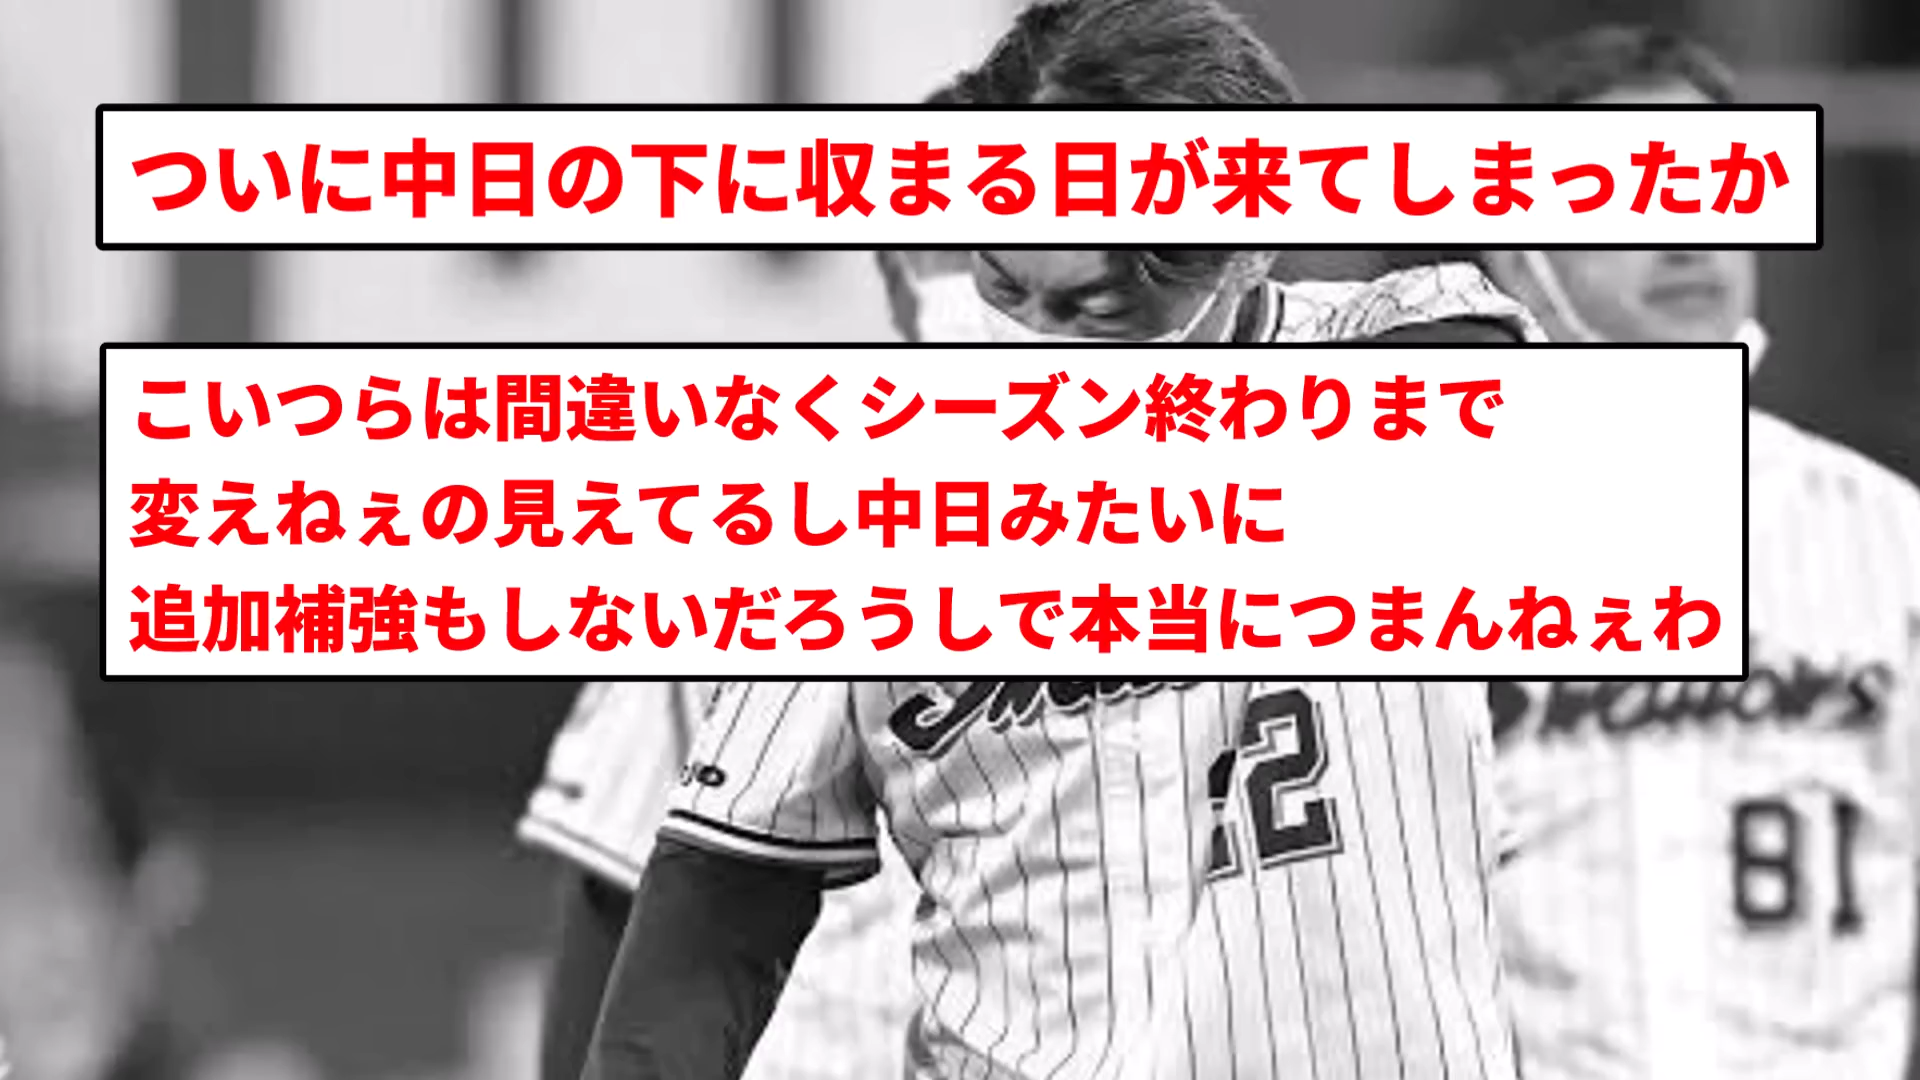 ついに中日の下に収まる日が来てしまったか
こいつらは間違いなくシーズン終わりまで
変えねぇの見えてるし中日みたいに
追加補強もしないだろうしで本当につまんねぇわ
Swallows
81